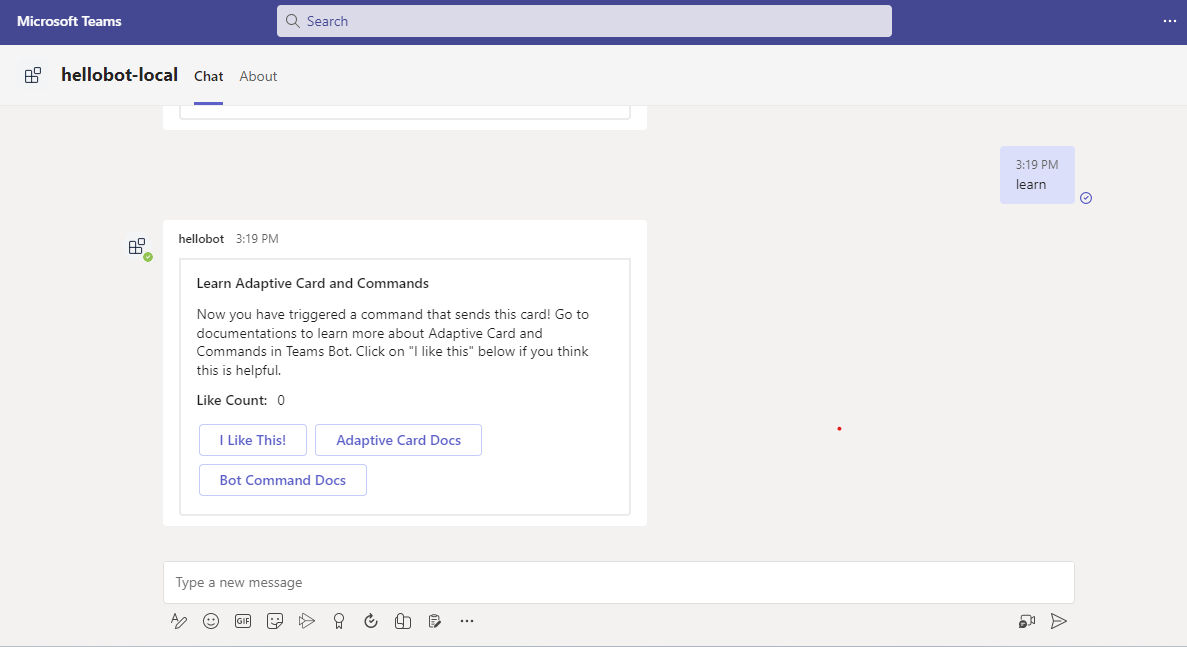 Microsoft Teams
Search
hellobot-local
Chat
About
3:19 PM
learn
hellobot 3:19 PM
Learn Adaptive Card and Commands
Now you have triggered a command that sends this card! Go to
documentations to learn more about Adaptive Card and
Commands in Teams Bot. Click on "I like this" below if you think
this is helpful.
Like Count: 0
I Like This!
Adaptive Card Docs
Bot Command Docs
Type a new message
GIF